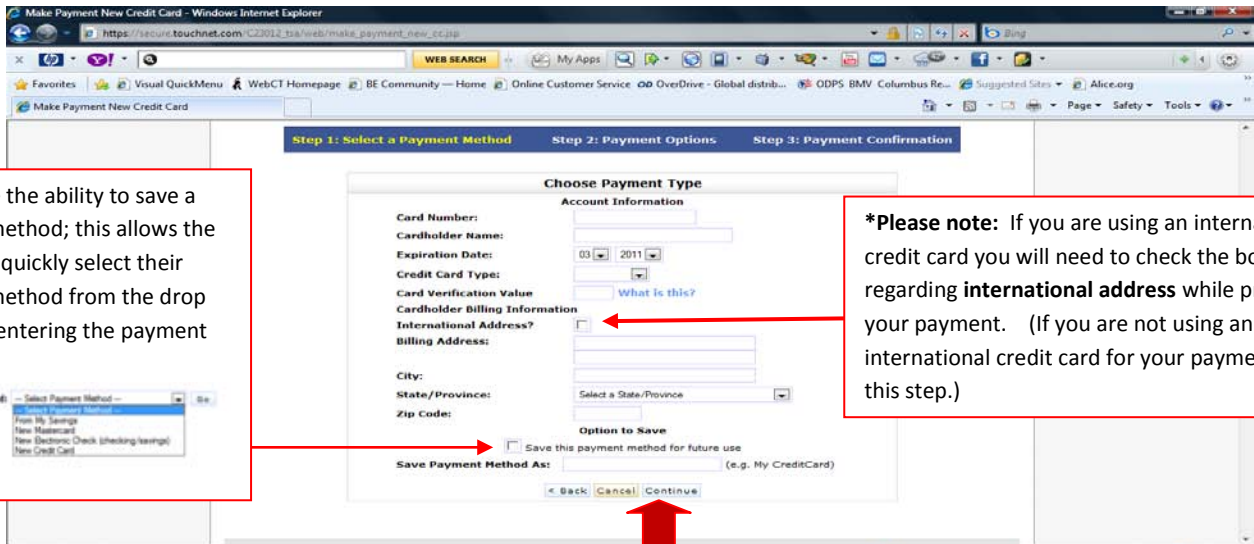 Make Payment New Credit Card - Windows Internet Explorer
https://secure.touchnet.com/C22012_tsa/web/make_payment_new_cc.jsp
Bing
WEB SEARCH
My Apps
Favorites Visual QuickMenu WebCT Homepage BE Community — Home Online Customer Service OverDrive - Global distrib... ODPS BMV Columbus Re... Suggested Sites Alice.org
Make Payment New Credit Card
Page Safety Tools
Step 1: Select a Payment Method Step 2: Payment Options Step 3: Payment Confirmation
Choose Payment Type
Account Information
Card Number:
Cardholder Name:
Expiration Date: 03 2011
Credit Card Type:
Card Verification Value What is this?
Cardholder Billing Information
International Address?
Billing Address:
City:
State/Province: Select a State/Province
Zip Code:
Option to Save
Save this payment method for future use
Save Payment Method As: (e.g. My CreditCard)
< Back Cancel Continue
the ability to save a
method; this allows the
quickly select their
method from the drop
entering the payment
-- Select Payment Method -- Go
-- Select Payment Method --
From My Savings
New Mastercard
New Electronic Check (checking/savings)
New Credit Card
*Please note: If you are using an interna
credit card you will need to check the bo
regarding international address while p
your payment. (If you are not using an
international credit card for your payme
this step.)